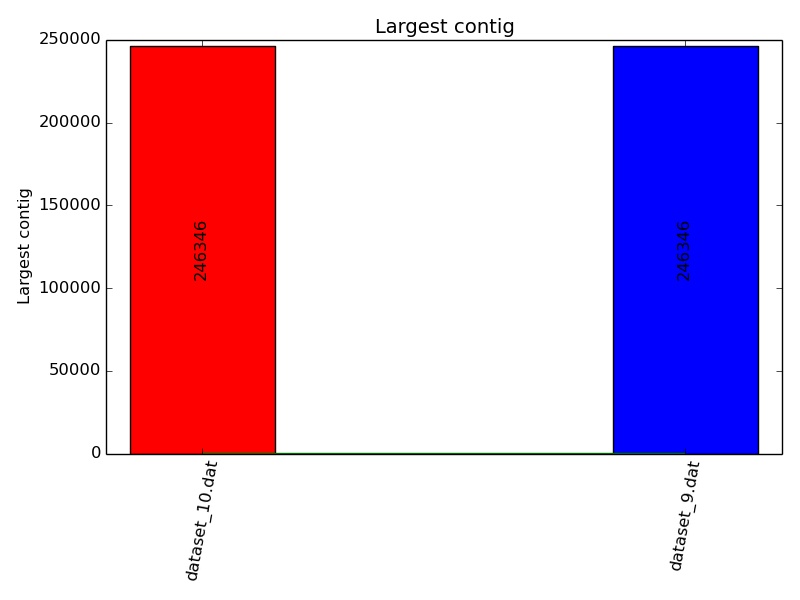 Largest contig
250000
200000
150000
100000
50000
0
Largest contig
246346
246346
dataset_10.dat
dataset_9.dat